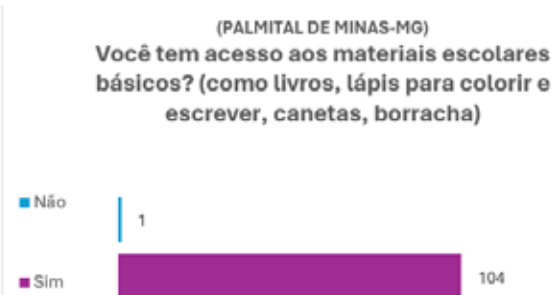 (PALMITAL DE MINAS-MG)
Você tem acesso aos materiais escolares
básicos? (como livros, lápis para colorir e
escrever, canetas, borracha)
Não
1
Sim
104